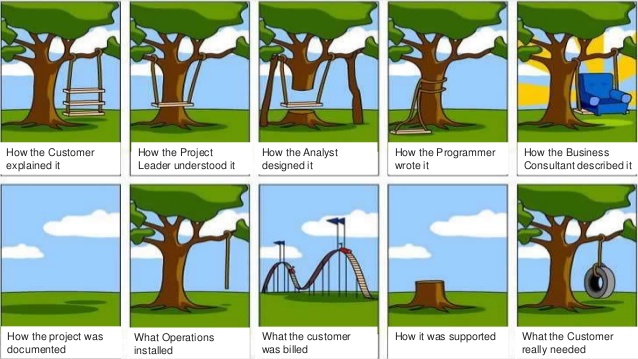 How the Customer
explained it
How the Project
Leader understood it
How the Analyst
designed it
How the Programmer
wrote it
How the Business
Consultant described it
How the project was
documented
What Operations
installed
What the customer
was billed
How it was supported
What the Customer
really needed